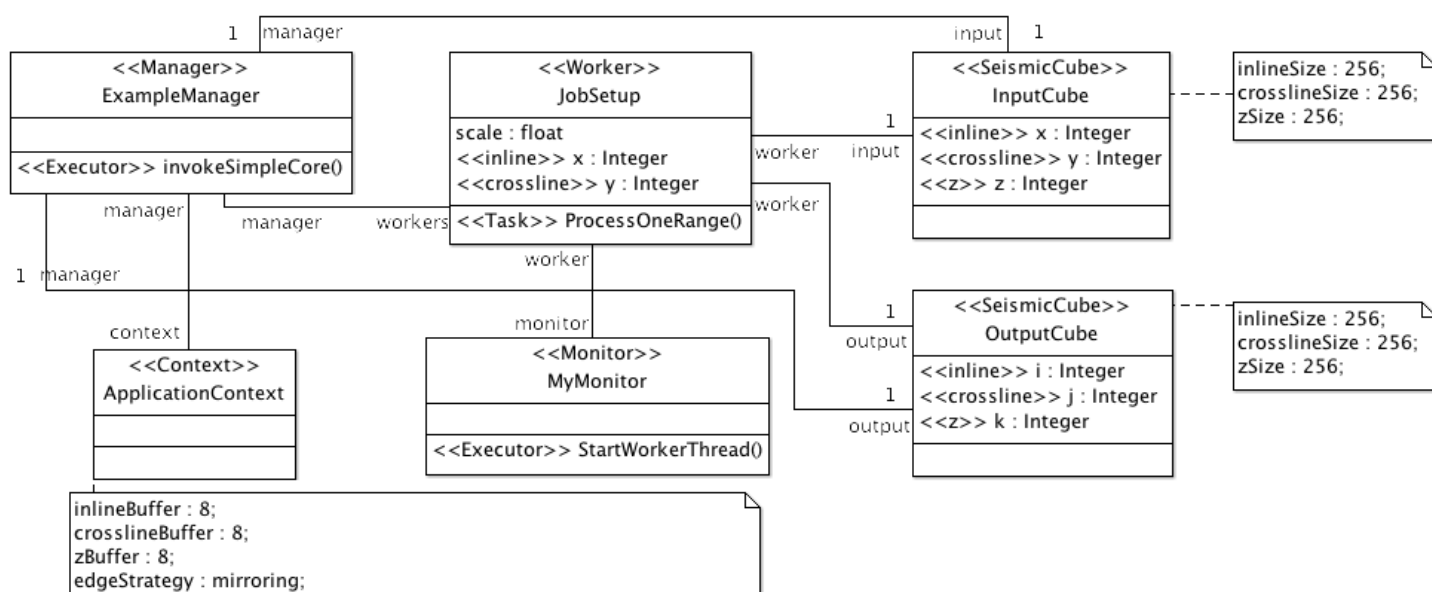 1
manager
input
1
<<Manager>>
ExampleManager
<<Executor>> invokeSimpleCore()
<<Worker>>
JobSetup
scale : float
<<inline>> x : Integer
<<crossline>> y : Integer
<<Task>> ProcessOneRange()
<<SeismicCube>>
InputCube
<<inline>> x : Integer
<<crossline>> y : Integer
<<z>> z : Integer
inlineSize : 256;
crosslineSize : 256;
zSize : 256;
worker
1
input
worker
manager
manager
workers
1
manager
worker
context
monitor
1
output
1
output
<<Context>>
ApplicationContext
<<Monitor>>
MyMonitor
<<Executor>> StartWorkerThread()
<<SeismicCube>>
OutputCube
<<inline>> i : Integer
<<crossline>> j : Integer
<<z>> k : Integer
inlineSize : 256;
crosslineSize : 256;
zSize : 256;
inlineBuffer : 8;
crosslineBuffer : 8;
zBuffer : 8;
edgeStrategy : mirroring;